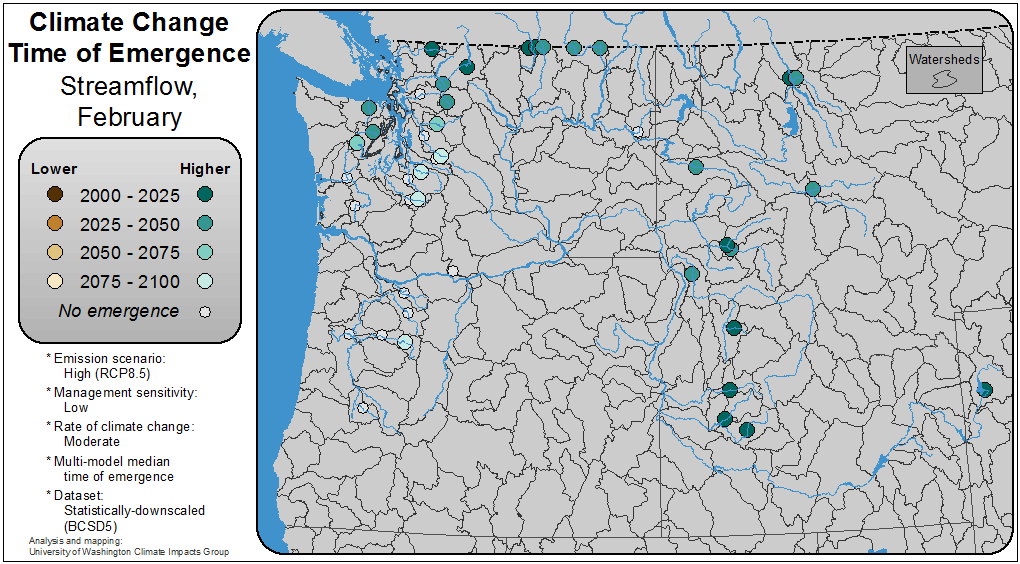 Climate Change
Time of Emergence
Streamflow,
February
Lower Higher
2000 - 2025
2025 - 2050
2050 - 2075
2075 - 2100
No emergence
* Emission scenario:
High (RCP8.5)
* Management sensitivity:
Low
* Rate of climate change:
Moderate
* Multi-model median
time of emergence
* Dataset:
Statistically-downscaled
(BCSD5)
Analysis and mapping:
University of Washington Climate Impacts Group
Watersheds